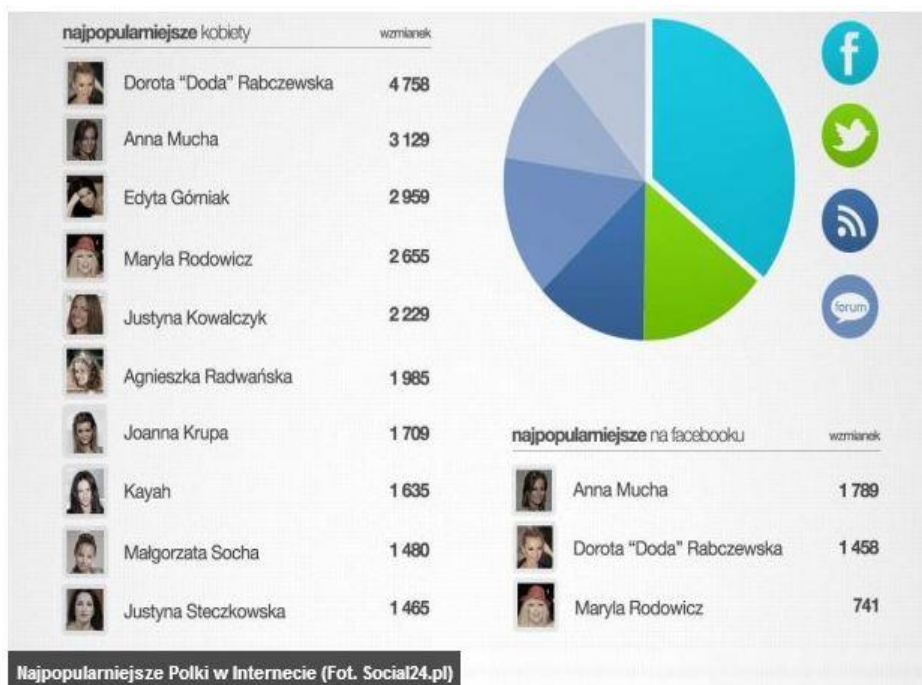 najpopularniejsze kobiety wzmianek
Dorota "Doda" Rabczewska 4 758
Anna Mucha 3 129
Edyta Górniak 2 959
Maryla Rodowicz 2 655
Justyna Kowalczyk 2 229
Agnieszka Radwańska 1 985
Joanna Krupa 1 709
Kayah 1 635
Małgorzata Socha 1 480
Justyna Steczkowska 1 465
f
forum
najpopularniejsze na facebooku wzmianek
Anna Mucha 1 789
Dorota "Doda" Rabczewska 1 458
Maryla Rodowicz 741
Najpopularniejsze Polki w Internecie (Fot. Social24.pl)